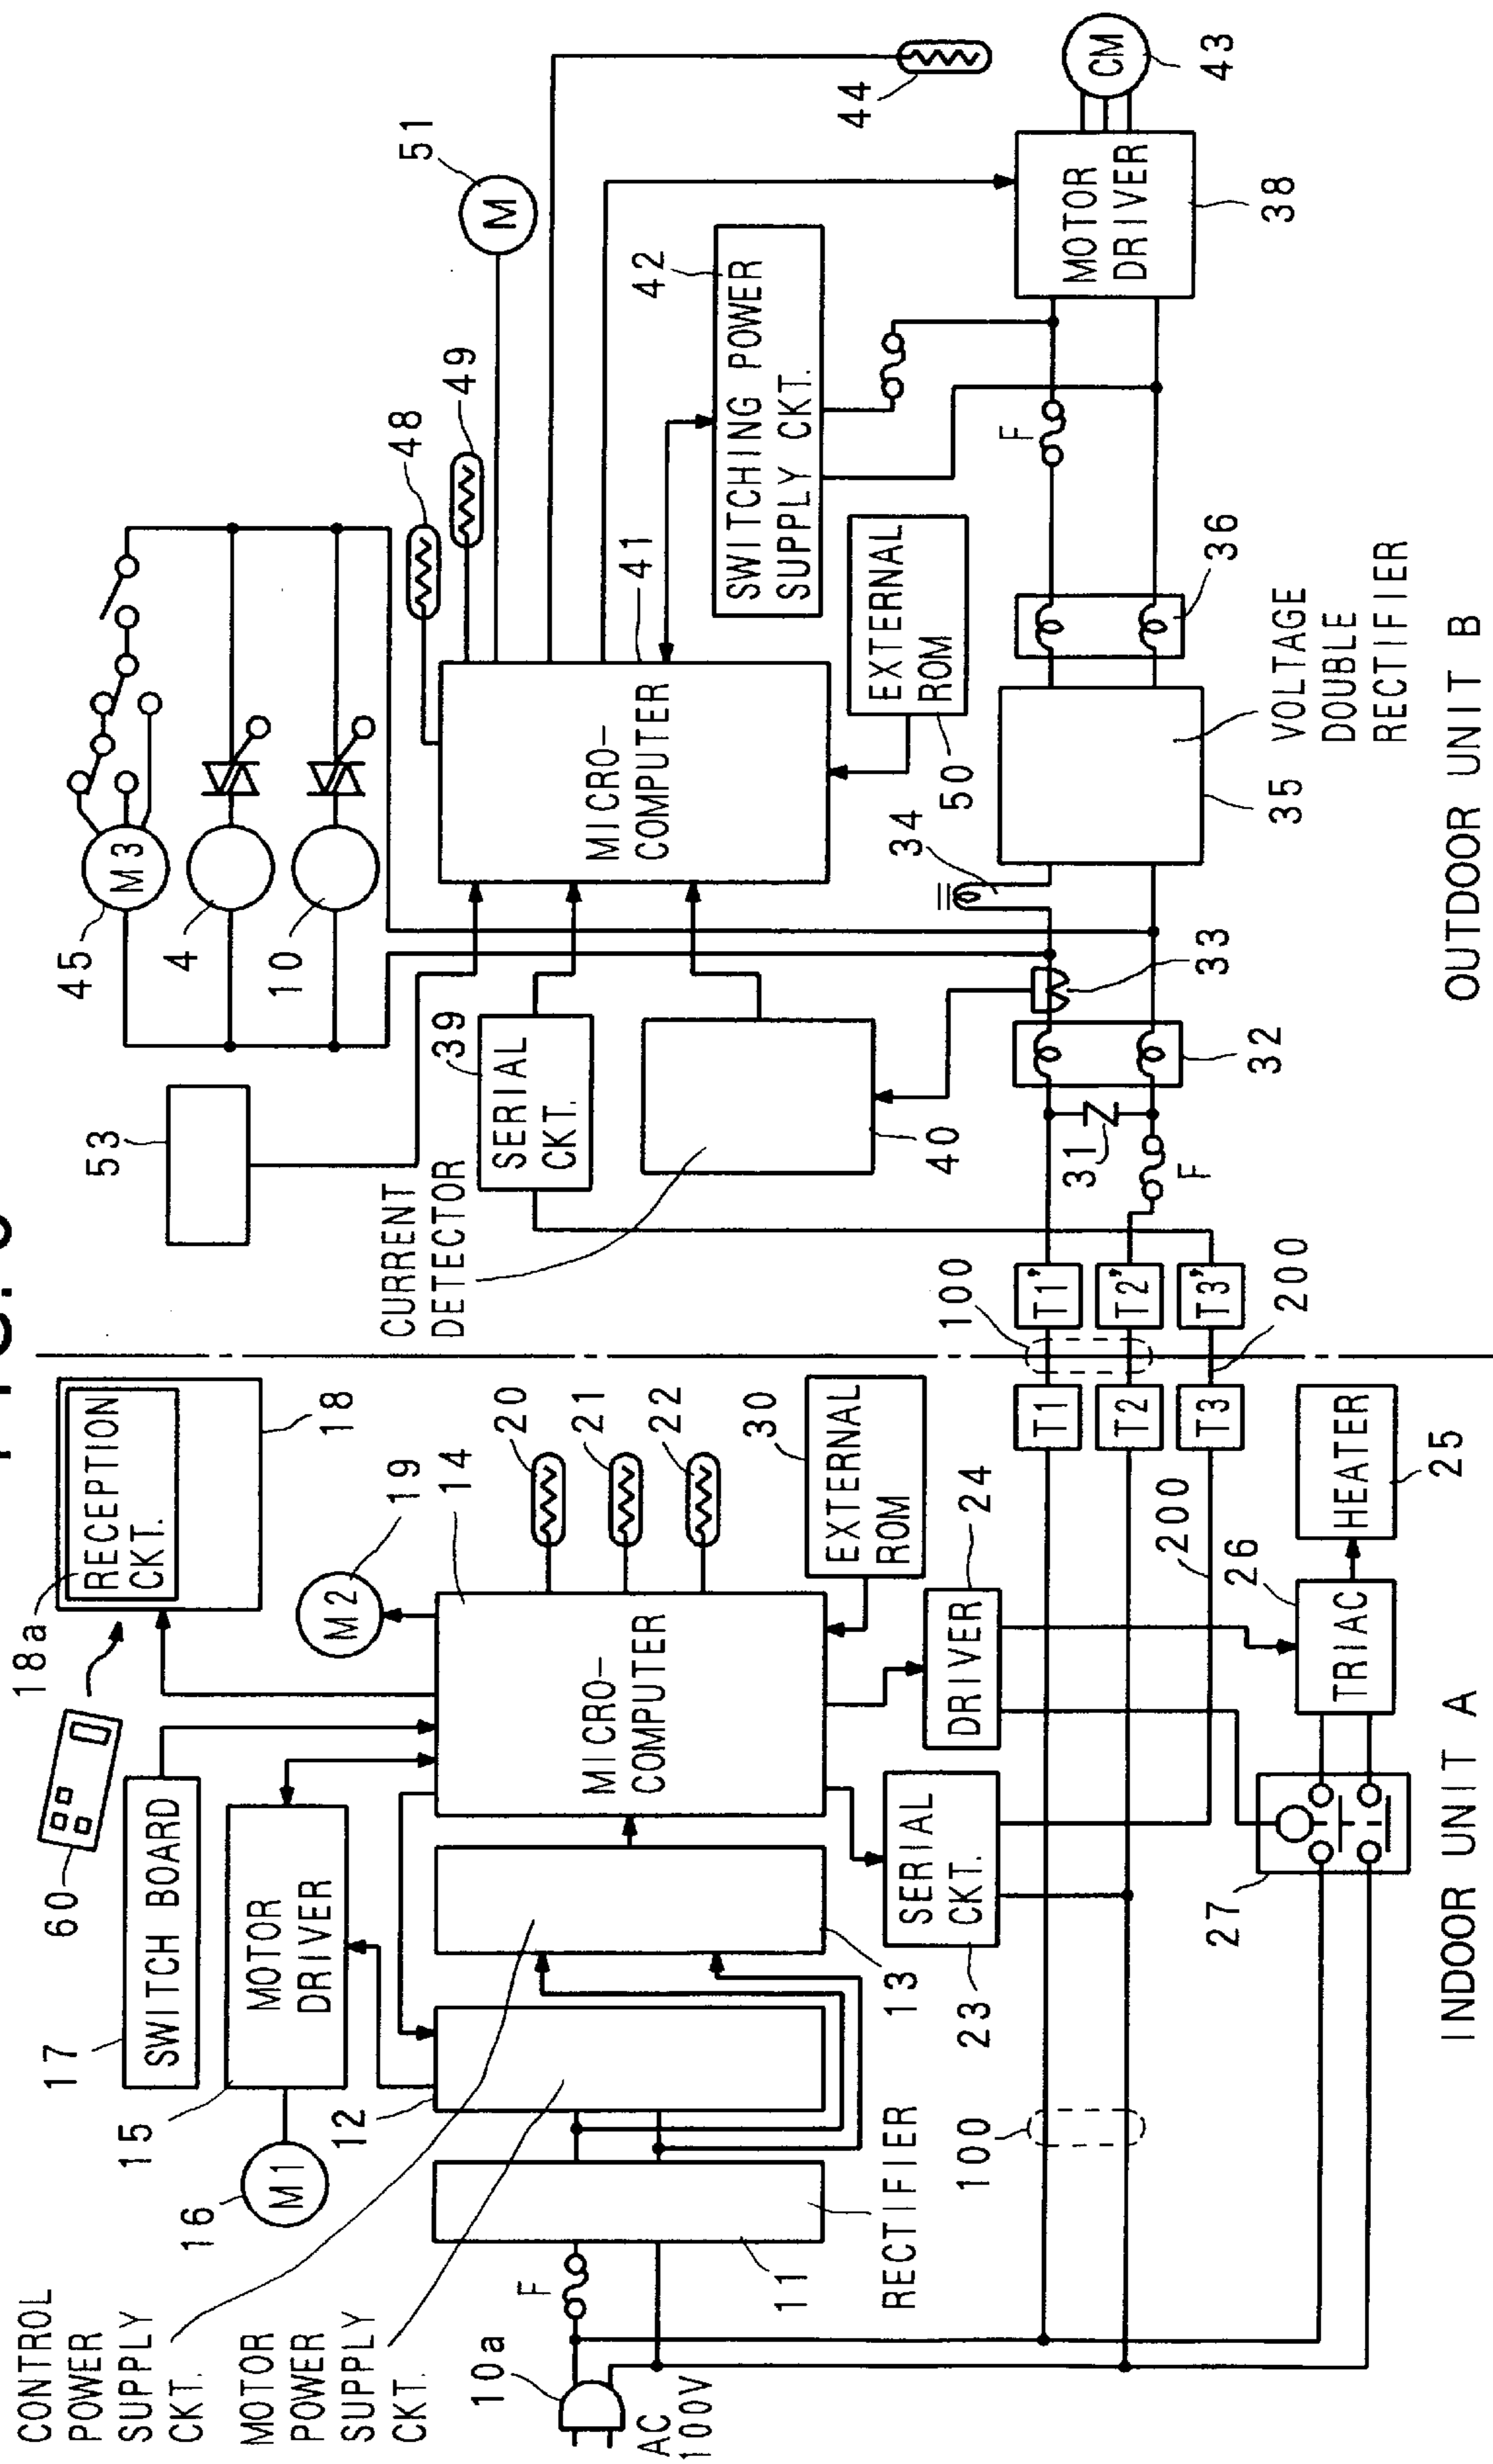 CONTROL
POWER
SUPPLY
CKT.
MOTOR
POWER
SUPPLY
CKT.
10a
AC
100V
F
11
RECTIFIER
12
13
16
M1
15
MOTOR
DRIVER
17
SWITCH BOARD
60
18a
RECEPTION
CKT.
18
M2
19
14
MICRO-
COMPUTER
20
21
22
30
EXTERNAL
ROM
24
DRIVER
23
SERIAL
CKT.
100
200
27
26
TRIAC
HEATER
25
T1
T2
T3
INDOOR UNIT A
100
T1'
T2'
T3'
200
53
CURRENT
DETECTOR
39
SERIAL
CKT.
40
F
31
32
33
34
45
M3
4
10
MICRO-
COMPUTER
41
48
49
M
51
44
42
SWITCHING POWER
SUPPLY CKT.
50
EXTERNAL
ROM
35
VOLTAGE
DOUBLE
RECTIFIER
36
F
MOTOR
DRIVER
38
CM
43
OUTDOOR UNIT B